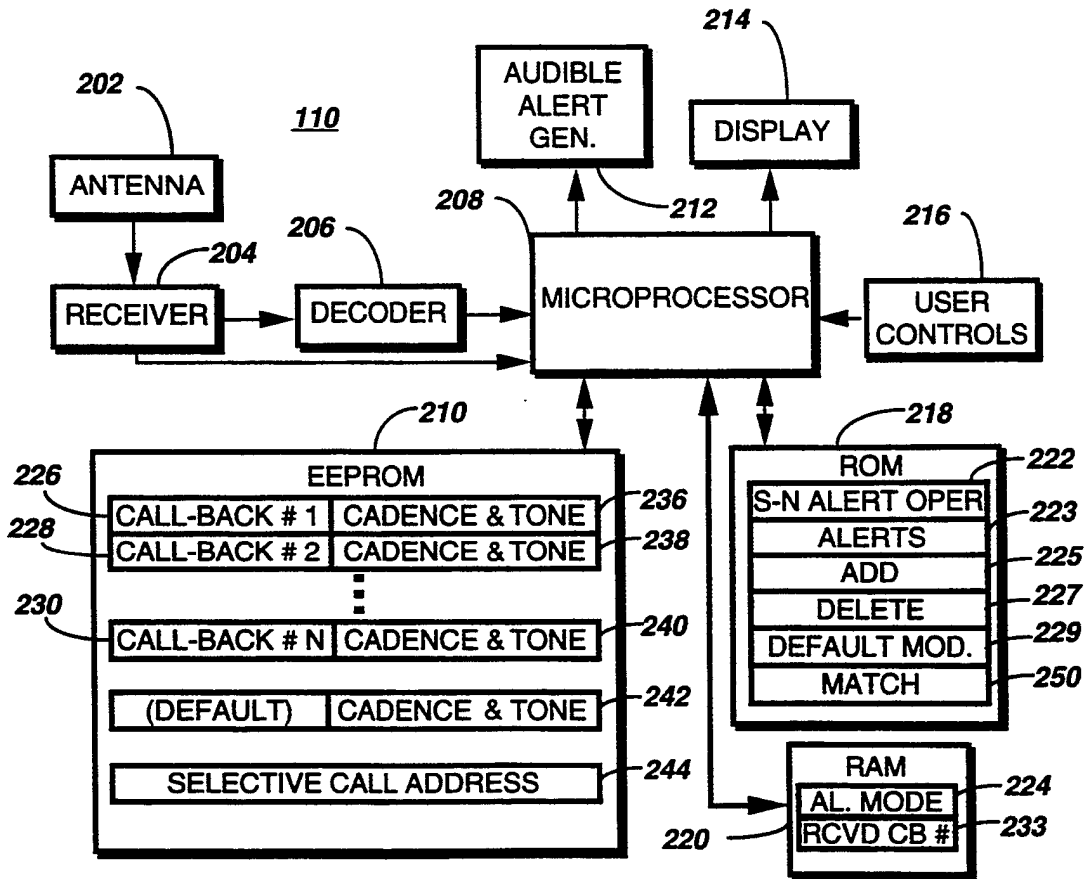 214
AUDIBLE
ALERT
GEN.
202
110
DISPLAY
ANTENNA
208
212
206
216
204
RECEIVER
DECODER
MICROPROCESSOR
USER
CONTROLS
210
218
EEPROM
ROM
222
226
CALL-BACK # 1
CADENCE & TONE
236
S-N ALERT OPER
223
228
CALL-BACK # 2
CADENCE & TONE
238
ALERTS
225
ADD
227
230
DELETE
CALL-BACK # N
CADENCE & TONE
240
229
DEFAULT MOD.
250
MATCH
(DEFAULT)
CADENCE & TONE
242
SELECTIVE CALL ADDRESS
244
RAM
AL. MODE
224
220
RCVD CB #
233